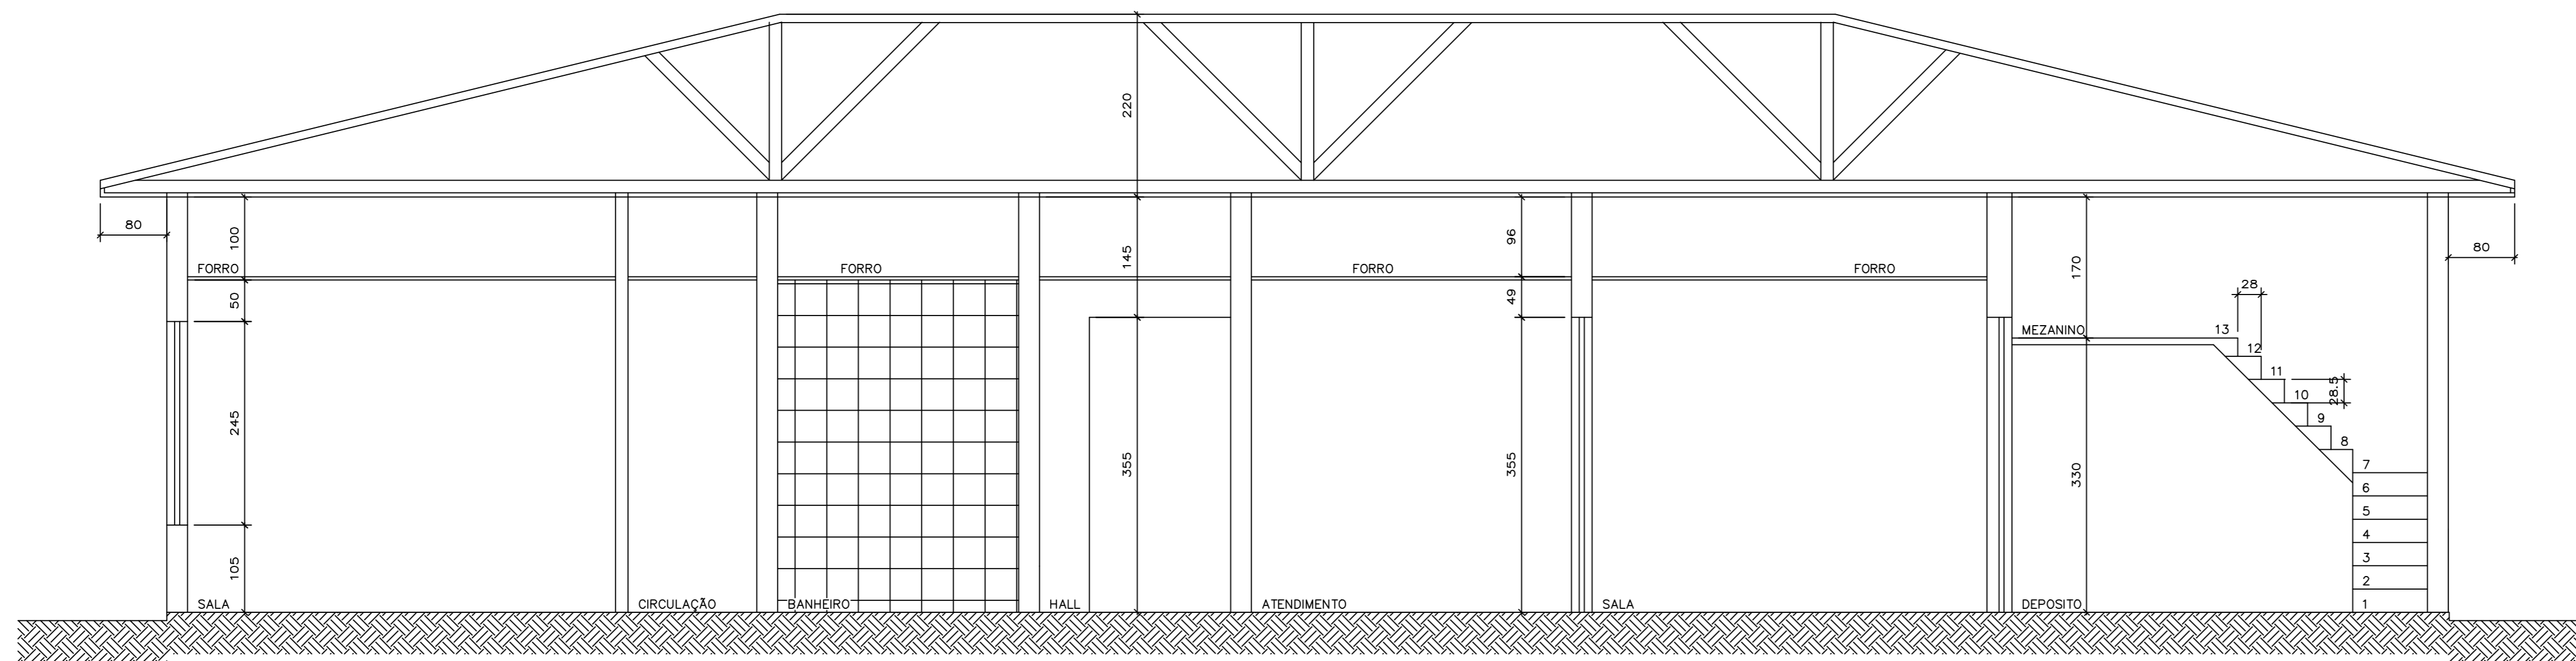 220
80
100
145
96
170
80
FORRO
FORRO
FORRO
FORRO
28
50
49
MEZANINO
13
12
11
28.5
10
9
8
245
355
355
330
7
6
5
4
105
3
2
SALA
CIRCULAÇÃO
BANHEIRO
HALL
ATENDIMENTO
SALA
DEPOSITO
1